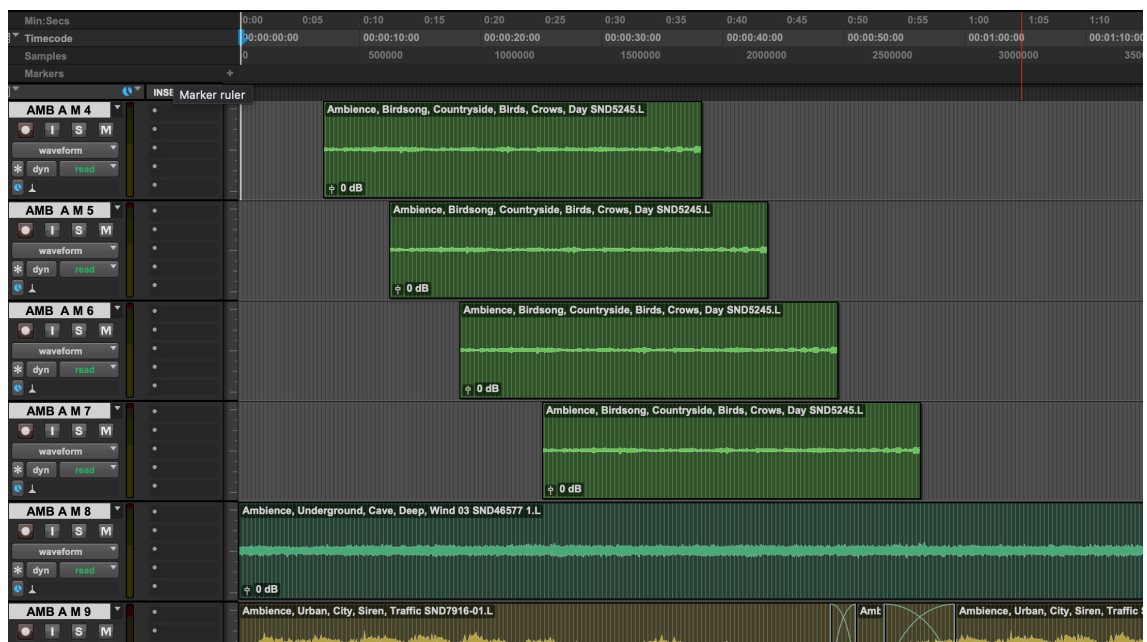 Min:Secs 0:00 0:05 0:10 0:15 0:20 0:25 0:30 0:35 0:40 0:45 0:50 0:55 1:00 1:05 1:10
Timecode 00:00:00:00 00:00:10:00 00:00:20:00 00:00:30:00 00:00:40:00 00:00:50:00 00:01:00:00 00:01:10:00
Samples 0 500000 1000000 1500000 2000000 2500000 3000000
Markers +
INSE Marker ruler
AMB A M 4 Ambience, Birdsong, Countryside, Birds, Crows, Day SND5245.L
I S M
waveform
dyn read
0 dB
AMB A M 5 Ambience, Birdsong, Countryside, Birds, Crows, Day SND5245.L
I S M
waveform
dyn read
0 dB
AMB A M 6 Ambience, Birdsong, Countryside, Birds, Crows, Day SND5245.L
I S M
waveform
dyn read
0 dB
AMB A M 7 Ambience, Birdsong, Countryside, Birds, Crows, Day SND5245.L
I S M
waveform
dyn read
0 dB
AMB A M 8 Ambience, Underground, Cave, Deep, Wind 03 SND46577 1.L
I S M
waveform
dyn read
0 dB
AMB A M 9 Ambience, Urban, City, Siren, Traffic SND7916-01.L Ambience, Urban, City, Siren, Traffic
I S M